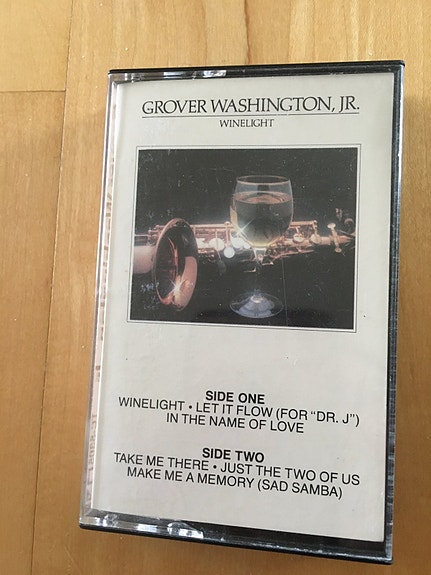 GROVER WASHINGTON, JR.
WINELIGHT
SIDE ONE
WINELIGHT • LET IT FLOW (FOR "DR. J")
IN THE NAME OF LOVE
SIDE TWO
TAKE ME THERE • JUST THE TWO OF US
MAKE ME A MEMORY (SAD SAMBA)